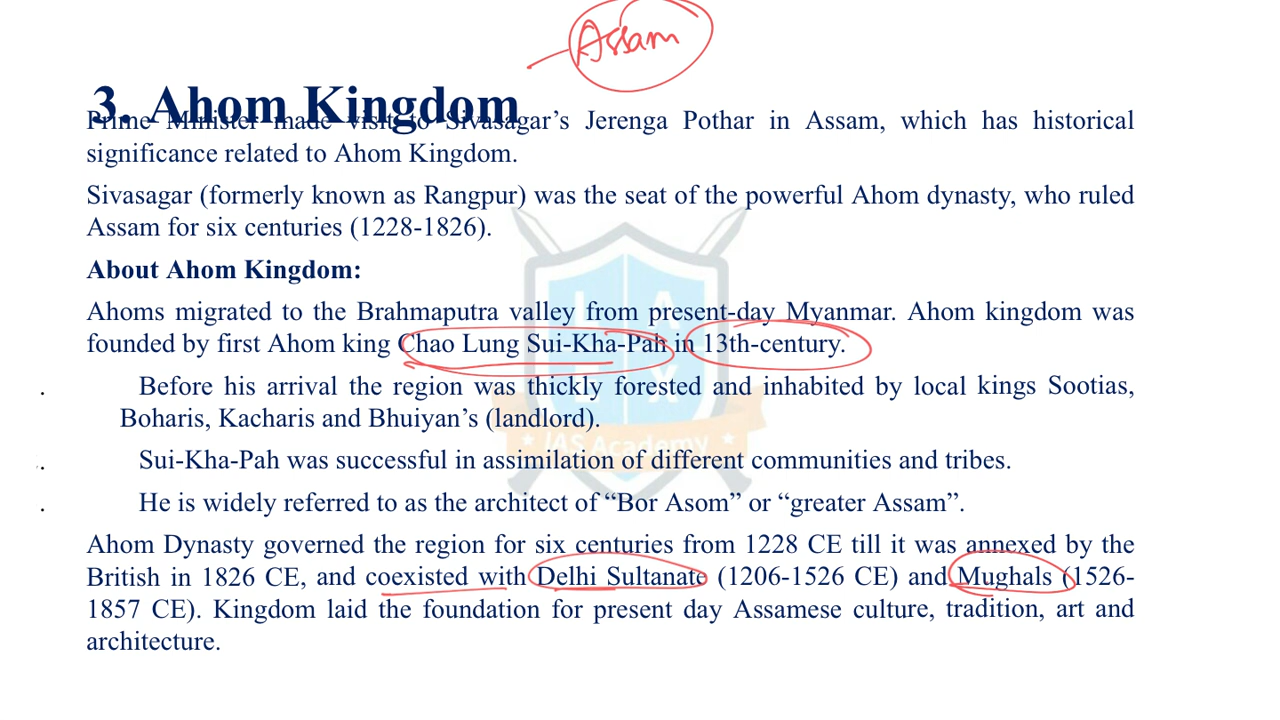 Assam
3. Ahom Kingdom
Prime Minister made visit to Sivasagar’s Jerenga Pothar in Assam, which has historical
significance related to Ahom Kingdom.
Sivasagar (formerly known as Rangpur) was the seat of the powerful Ahom dynasty, who ruled
Assam for six centuries (1228-1826).
About Ahom Kingdom:
Ahoms migrated to the Brahmaputra valley from present-day Myanmar. Ahom kingdom was
founded by first Ahom king Chao Lung Sui-Kha-Pah in 13th-century.
. Before his arrival the region was thickly forested and inhabited by local kings Sootias,
Boharis, Kacharis and Bhuiyan’s (landlord).
. Sui-Kha-Pah was successful in assimilation of different communities and tribes.
. He is widely referred to as the architect of “Bor Asom” or “greater Assam”.
Ahom Dynasty governed the region for six centuries from 1228 CE till it was annexed by the
British in 1826 CE, and coexisted with Delhi Sultanate (1206-1526 CE) and Mughals (1526-
1857 CE). Kingdom laid the foundation for present day Assamese culture, tradition, art and
architecture.
IAS Academy